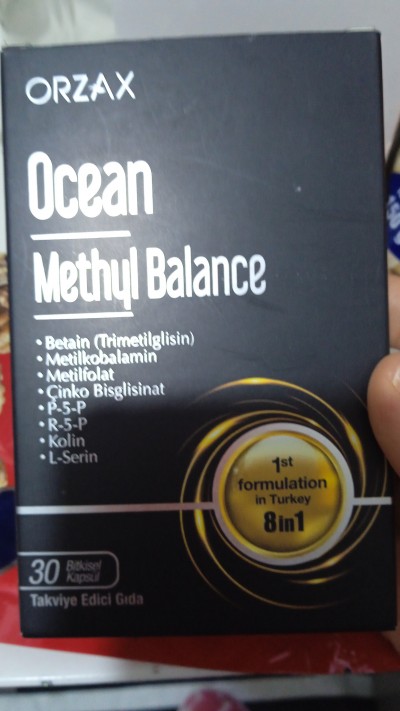 ORZAX
Ocean
Methyl Balance
• Betain (Trimetilglisin)
• Metilkobalamin
• Metilfolat
• Çinko Bisglisinat
• P-5-P
• R-5-P
• Kolin
• L-Serin
1st
formulation
in Turkey
8in1
30 Bitkisel
Kapsül
Takviye Edici Gıda